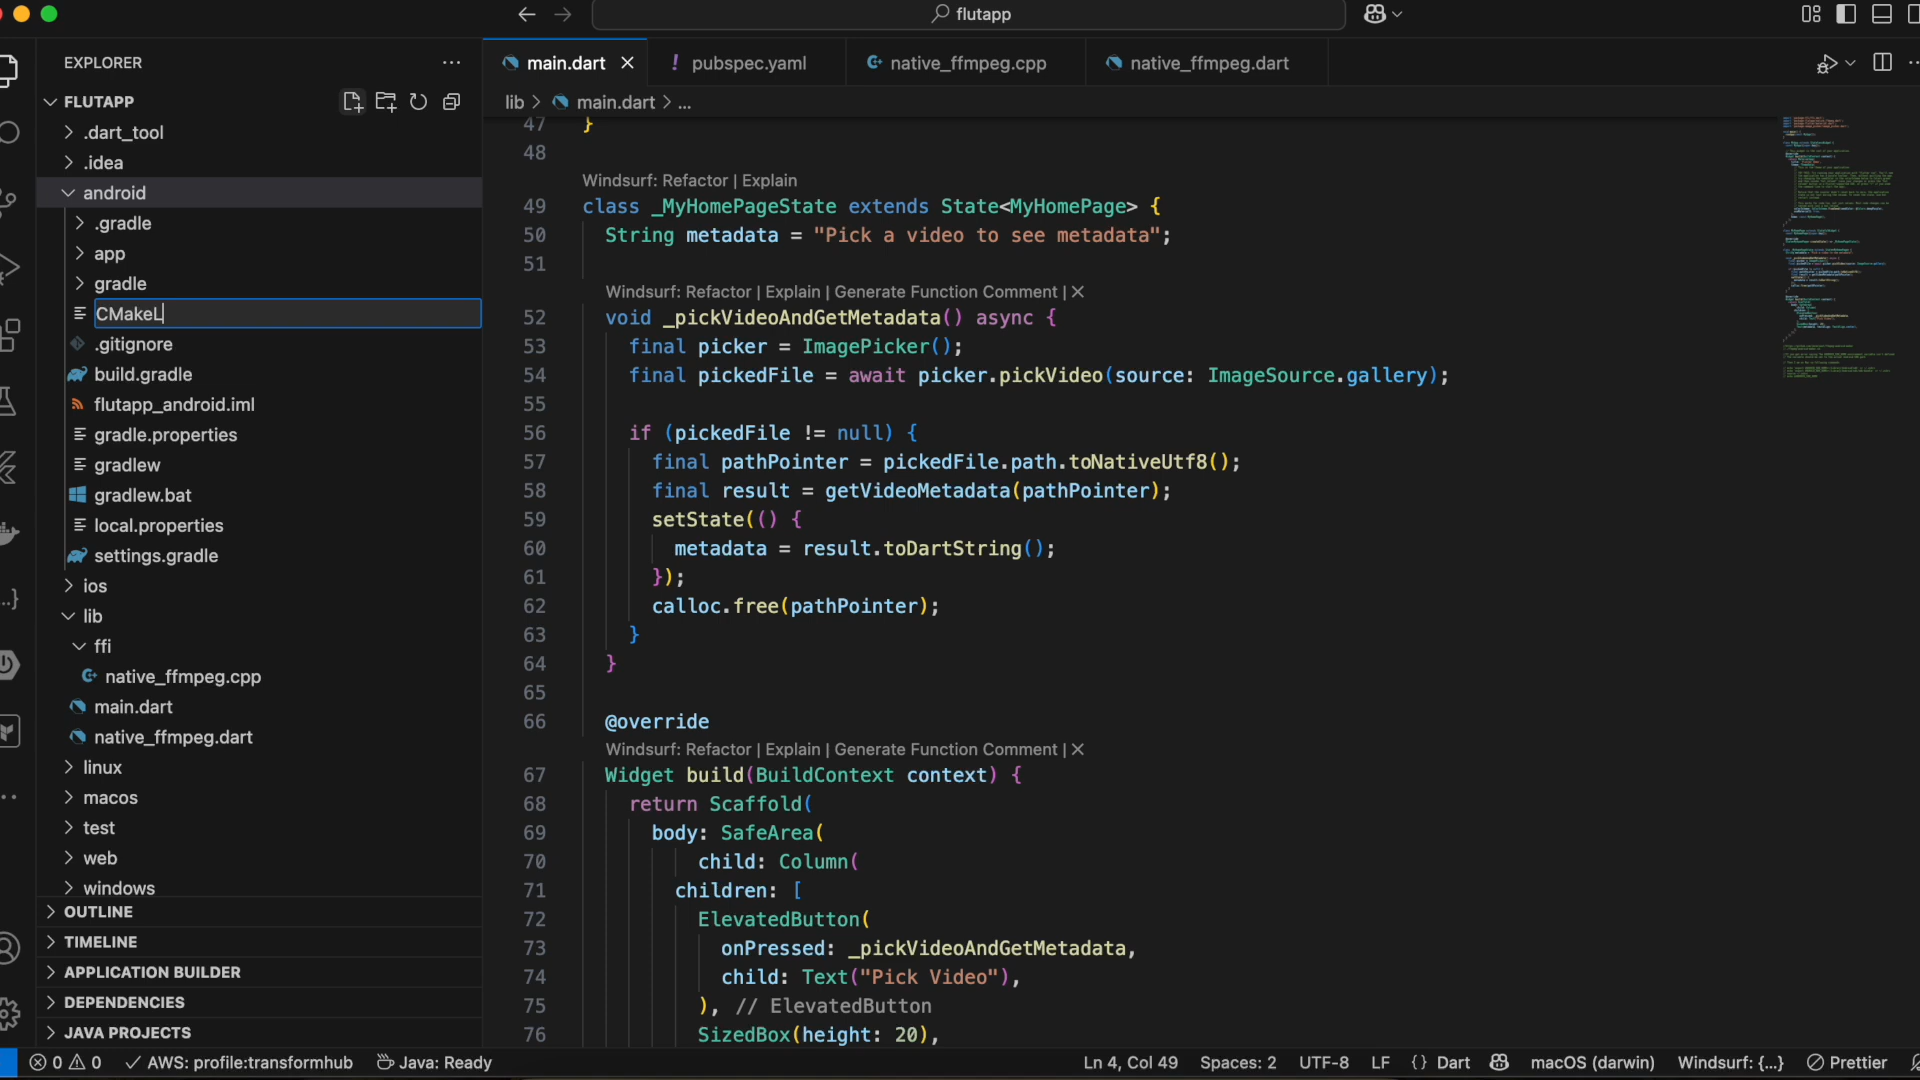 flutapp
EXPLORER
main.dart
! pubspec.yaml
native_ffmpeg.cpp
native_ffmpeg.dart
lib > main.dart > ...
FLUTAPP
.dart_tool
.idea
android
.gradle
app
gradle
CMakeL
.gitignore
build.gradle
flutapp_android.iml
gradle.properties
gradlew
gradlew.bat
local.properties
settings.gradle
ios
lib
ffi
native_ffmpeg.cpp
main.dart
native_ffmpeg.dart
linux
macos
test
web
windows
OUTLINE
TIMELINE
APPLICATION BUILDER
DEPENDENCIES
JAVA PROJECTS
47 }
48
Windsurf: Refactor | Explain
49 class _MyHomePageState extends State<MyHomePage> {
50 String metadata = "Pick a video to see metadata";
51
Windsurf: Refactor | Explain | Generate Function Comment | ×
52 void _pickVideoAndGetMetadata() async {
53 final picker = ImagePicker();
54 final pickedFile = await picker.pickVideo(source: ImageSource.gallery);
55
56 if (pickedFile != null) {
57 final pathPointer = pickedFile.path.toNativeUtf8();
58 final result = getVideoMetadata(pathPointer);
59 setState(() {
60 metadata = result.toDartString();
61 });
62 calloc.free(pathPointer);
63 }
64 }
65
66 @override
Windsurf: Refactor | Explain | Generate Function Comment | ×
67 Widget build(BuildContext context) {
68 return Scaffold(
69 body: SafeArea(
70 child: Column(
71 children: [
72 ElevatedButton(
73 onPressed: _pickVideoAndGetMetadata,
74 child: Text("Pick Video"),
75 ), // ElevatedButton
76 SizedBox(height: 20),
0 0 AWS: profile:transformhub Java: Ready Ln 4, Col 49 Spaces: 2 UTF-8 LF {} Dart macOS (darwin) Windsurf: {...} Prettier